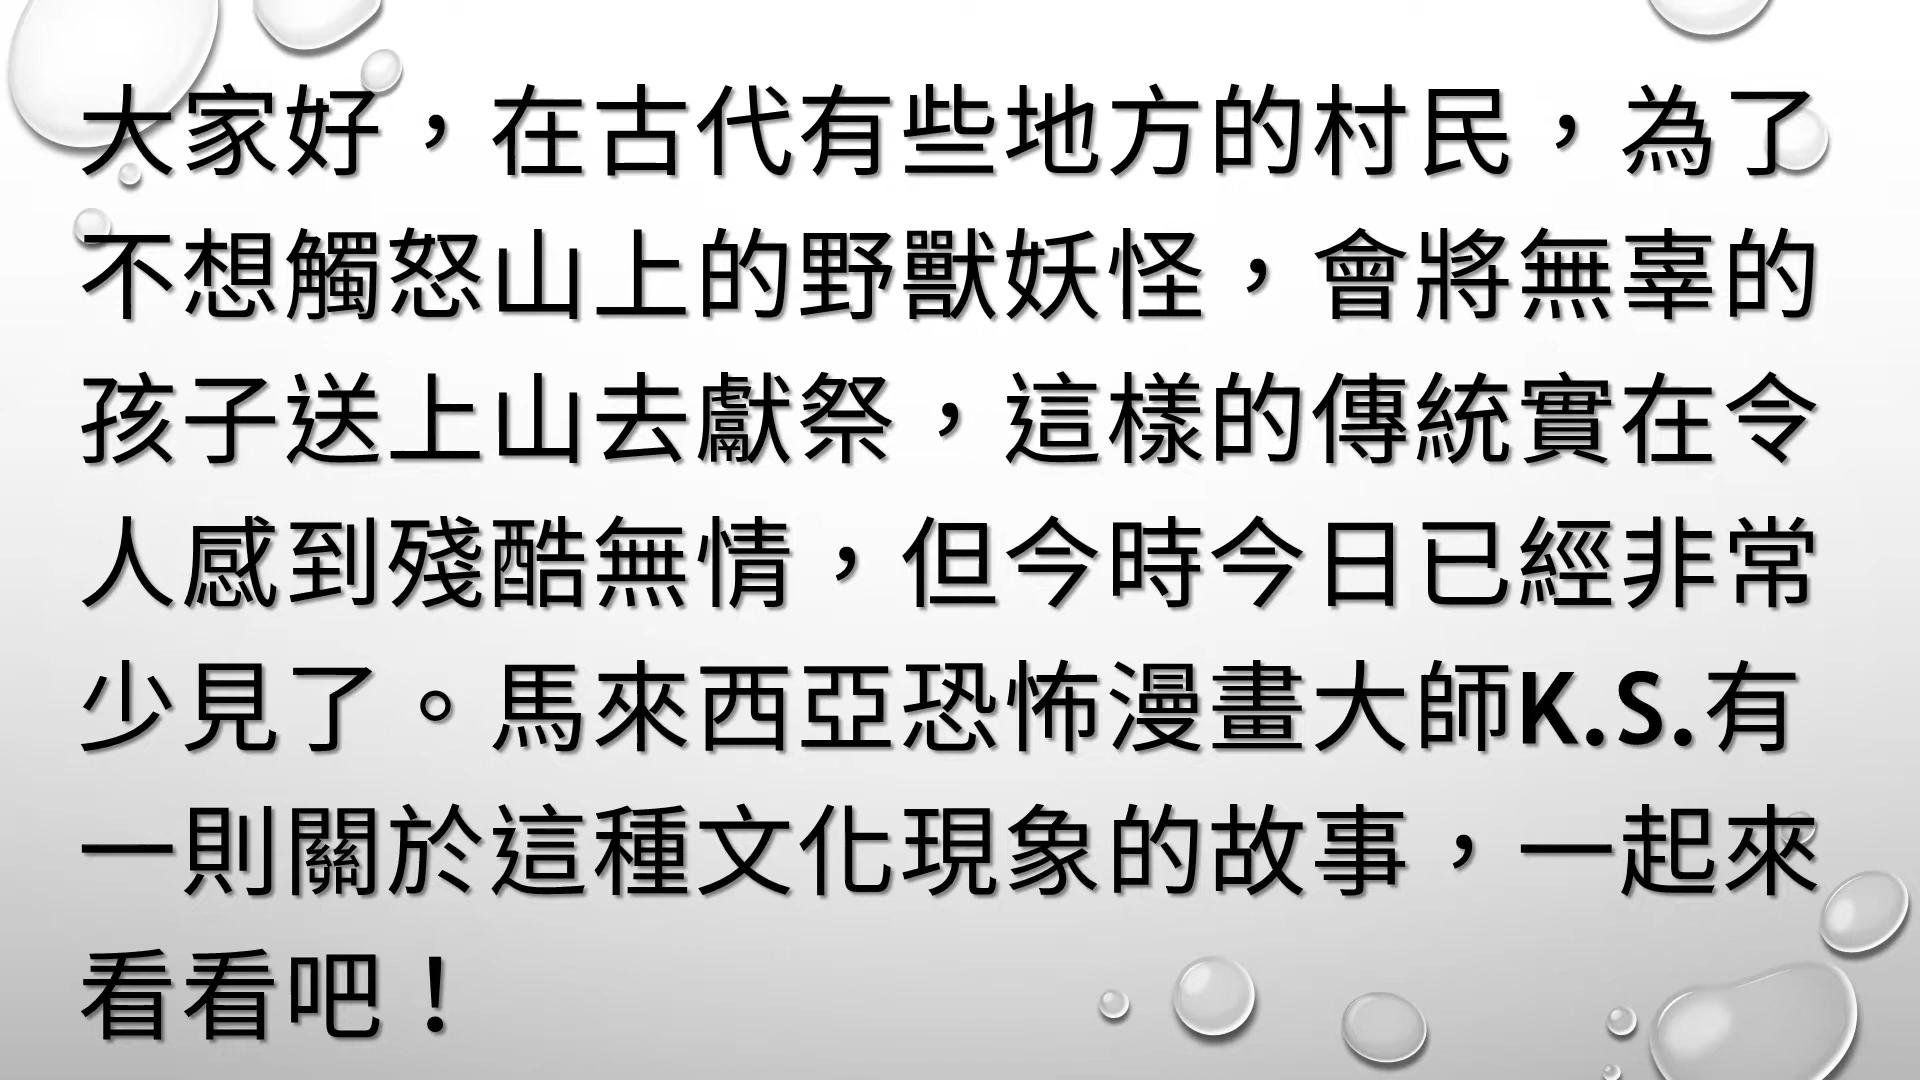 大家好，在古代有些地方的村民，為了
不想觸怒山上的野獸妖怪，會將無辜的
孩子送上山去獻祭，這樣的傳統實在令
人感到殘酷無情，但今時今日已經非常
少見了。馬來西亞恐怖漫畫大師K.S.有
一則關於這種文化現象的故事，一起來
看看吧！